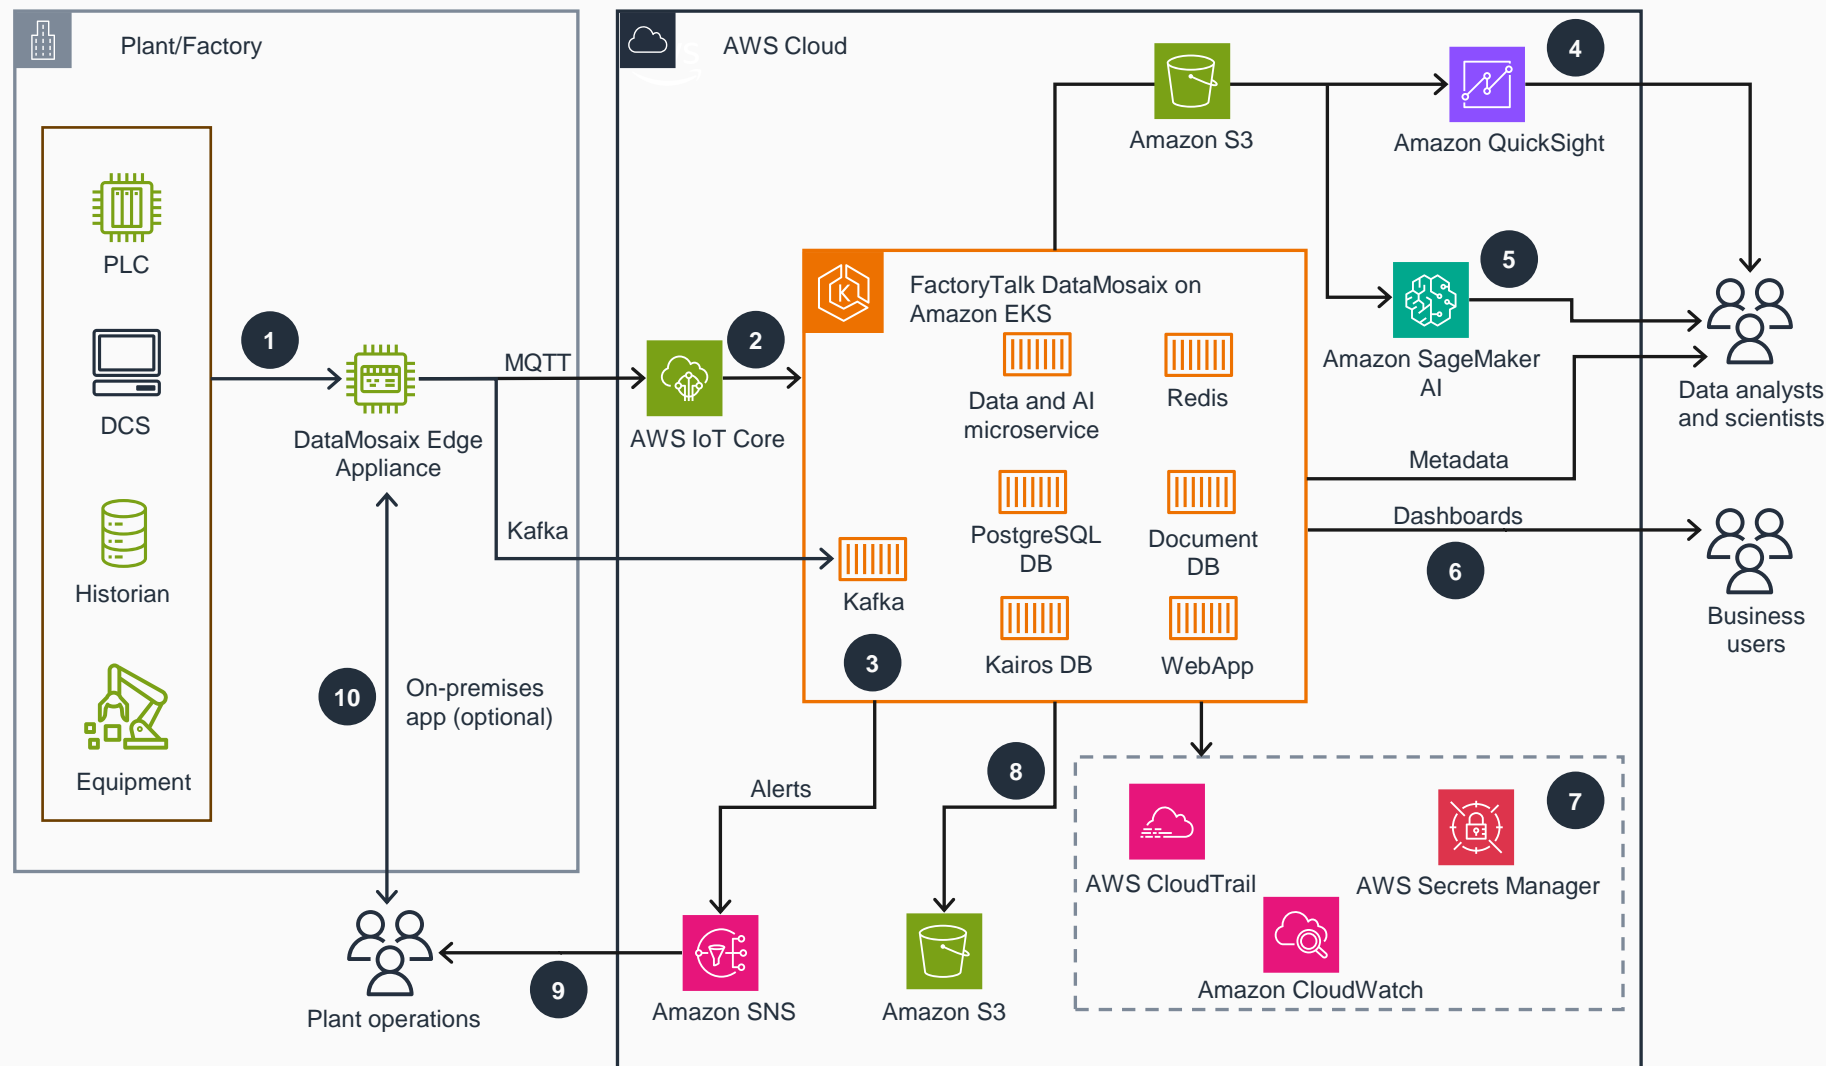 Plant/Factory
AWS Cloud
4
Amazon S3
Amazon QuickSight
PLC
5
FactoryTalk DataMosaix on
Amazon EKS
1
2
MQTT
Amazon SageMaker
AI
Data and AI
microservice
Redis
Data analysts
and scientists
DCS
DataMosaix Edge
Appliance
AWS IoT Core
Metadata
Kafka
Dashboards
PostgreSQL
DB
Document
DB
6
Historian
Kafka
Business
users
3
Kairos DB
WebApp
10
On-premises
app (optional)
Equipment
Alerts
8
7
AWS CloudTrail
AWS Secrets Manager
9
Amazon CloudWatch
Plant operations
Amazon SNS
Amazon S3